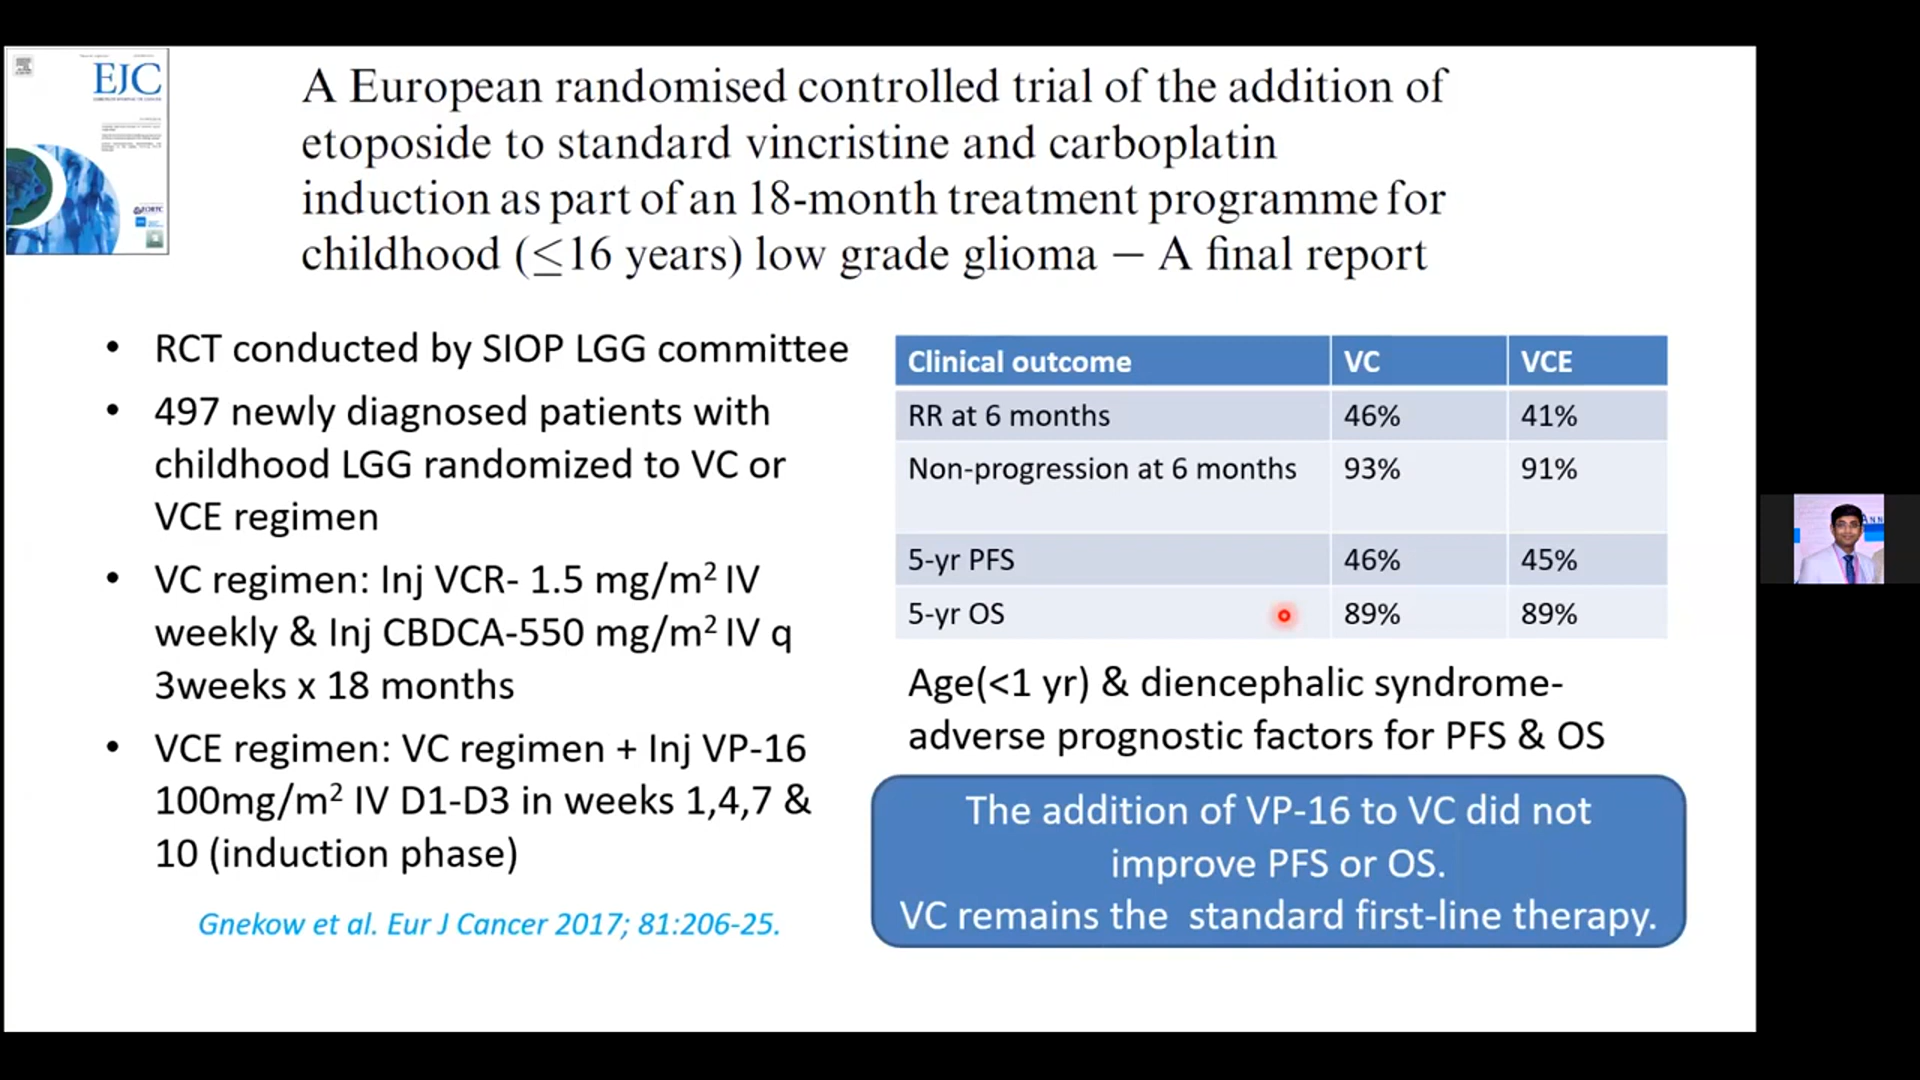 EJC
A European randomised controlled trial of the addition of
etoposide to standard vincristine and carboplatin
induction as part of an 18-month treatment programme for
childhood (≤16 years) low grade glioma — A final report
• RCT conducted by SIOP LGG committee
• 497 newly diagnosed patients with
childhood LGG randomized to VC or
VCE regimen
• VC regimen: Inj VCR- 1.5 mg/m² IV
weekly & Inj CBDCA-550 mg/m² IV q
3weeks x 18 months
• VCE regimen: VC regimen + Inj VP-16
100mg/m² IV D1-D3 in weeks 1,4,7 &
10 (induction phase)
Gnekow et al. Eur J Cancer 2017; 81:206-25.
Clinical outcome VC VCE
RR at 6 months 46% 41%
Non-progression at 6 months 93% 91%
5-yr PFS 46% 45%
5-yr OS 89% 89%
Age(<1 yr) & diencephalic syndrome-
adverse prognostic factors for PFS & OS
The addition of VP-16 to VC did not
improve PFS or OS.
VC remains the  standard first-line therapy.